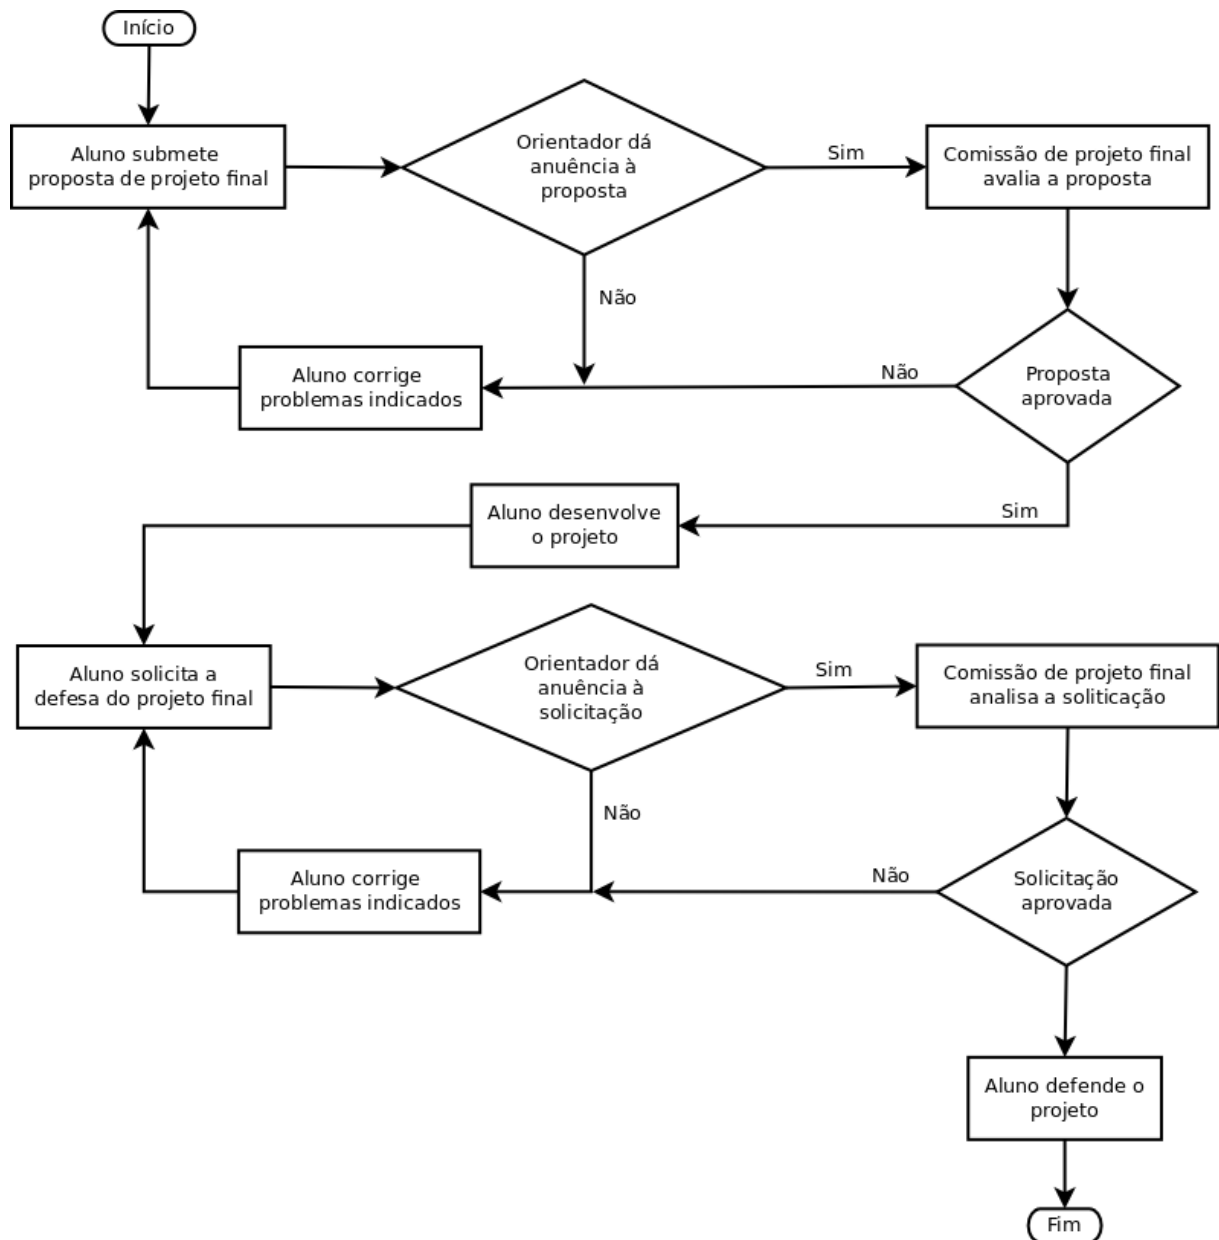 Início
Aluno submete
proposta de projeto final
Orientador dá
anuência à
proposta
Sim
Comissão de projeto final
avalia a proposta
Não
Aluno corrige
problemas indicados
Não
Proposta
aprovada
Aluno desenvolve
o projeto
Sim
Aluno solicita a
defesa do projeto final
Orientador dá
anuência à
solicitação
Sim
Comissão de projeto final
analisa a soliticação
Não
Aluno corrige
problemas indicados
Não
Solicitação
aprovada
Aluno defende o
projeto
Fim